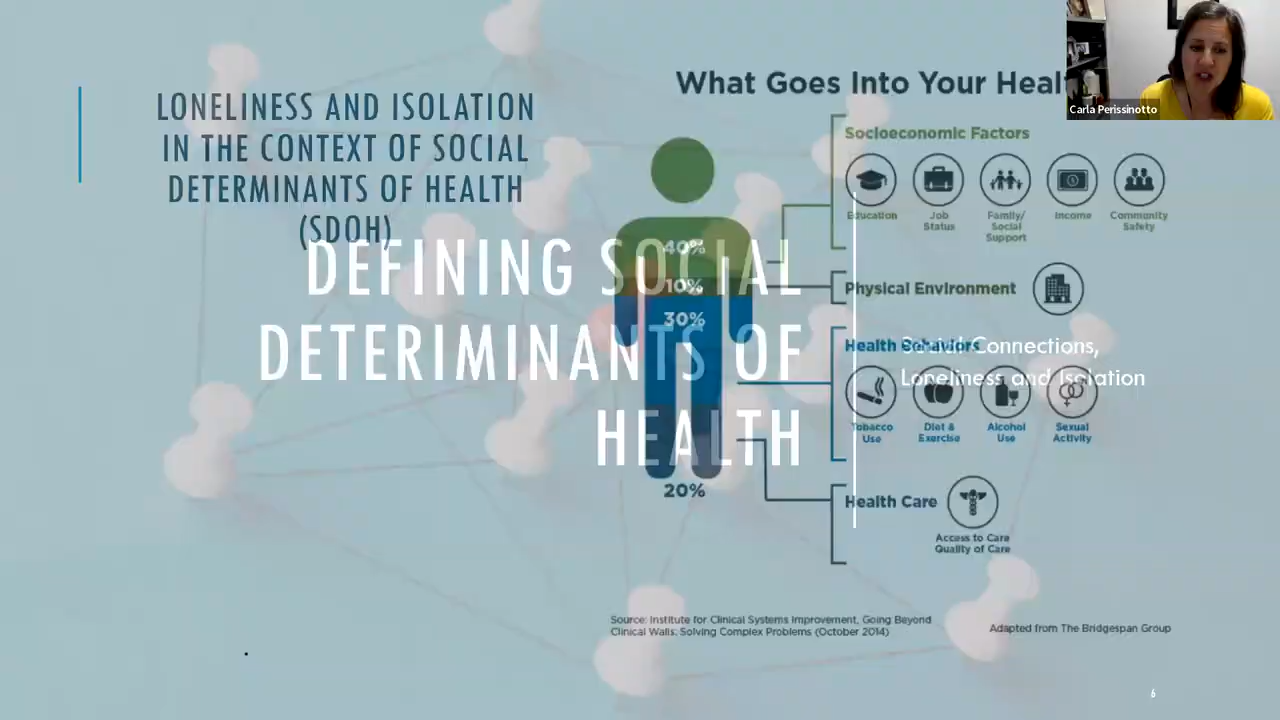 LONELINESS AND ISOLATION
IN THE CONTEXT OF SOCIAL
DETERMINANTS OF HEALTH
(SDOH)
DEFINING SOCIAL
DETERIMINANTS OF
HEALTH
Social Connections,
Loneliness and Isolation
What Goes Into Your Heal
Carla Perissinotto
Socioeconomic Factors
Education
Job
Status
Family/
Social
Support
Income
Community
Safety
40%
10%
30%
20%
Physical Environment
Health Behaviors
Tobacco
Use
Diet &
Exercise
Alcohol
Use
Sexual
Activity
Health Care
Access to Care
Quality of Care
Source: Institute for Clinical Systems Improvement, Going Beyond
Clinical Walls: Solving Complex Problems (October 2014)
Adapted from The Bridgespan Group
6